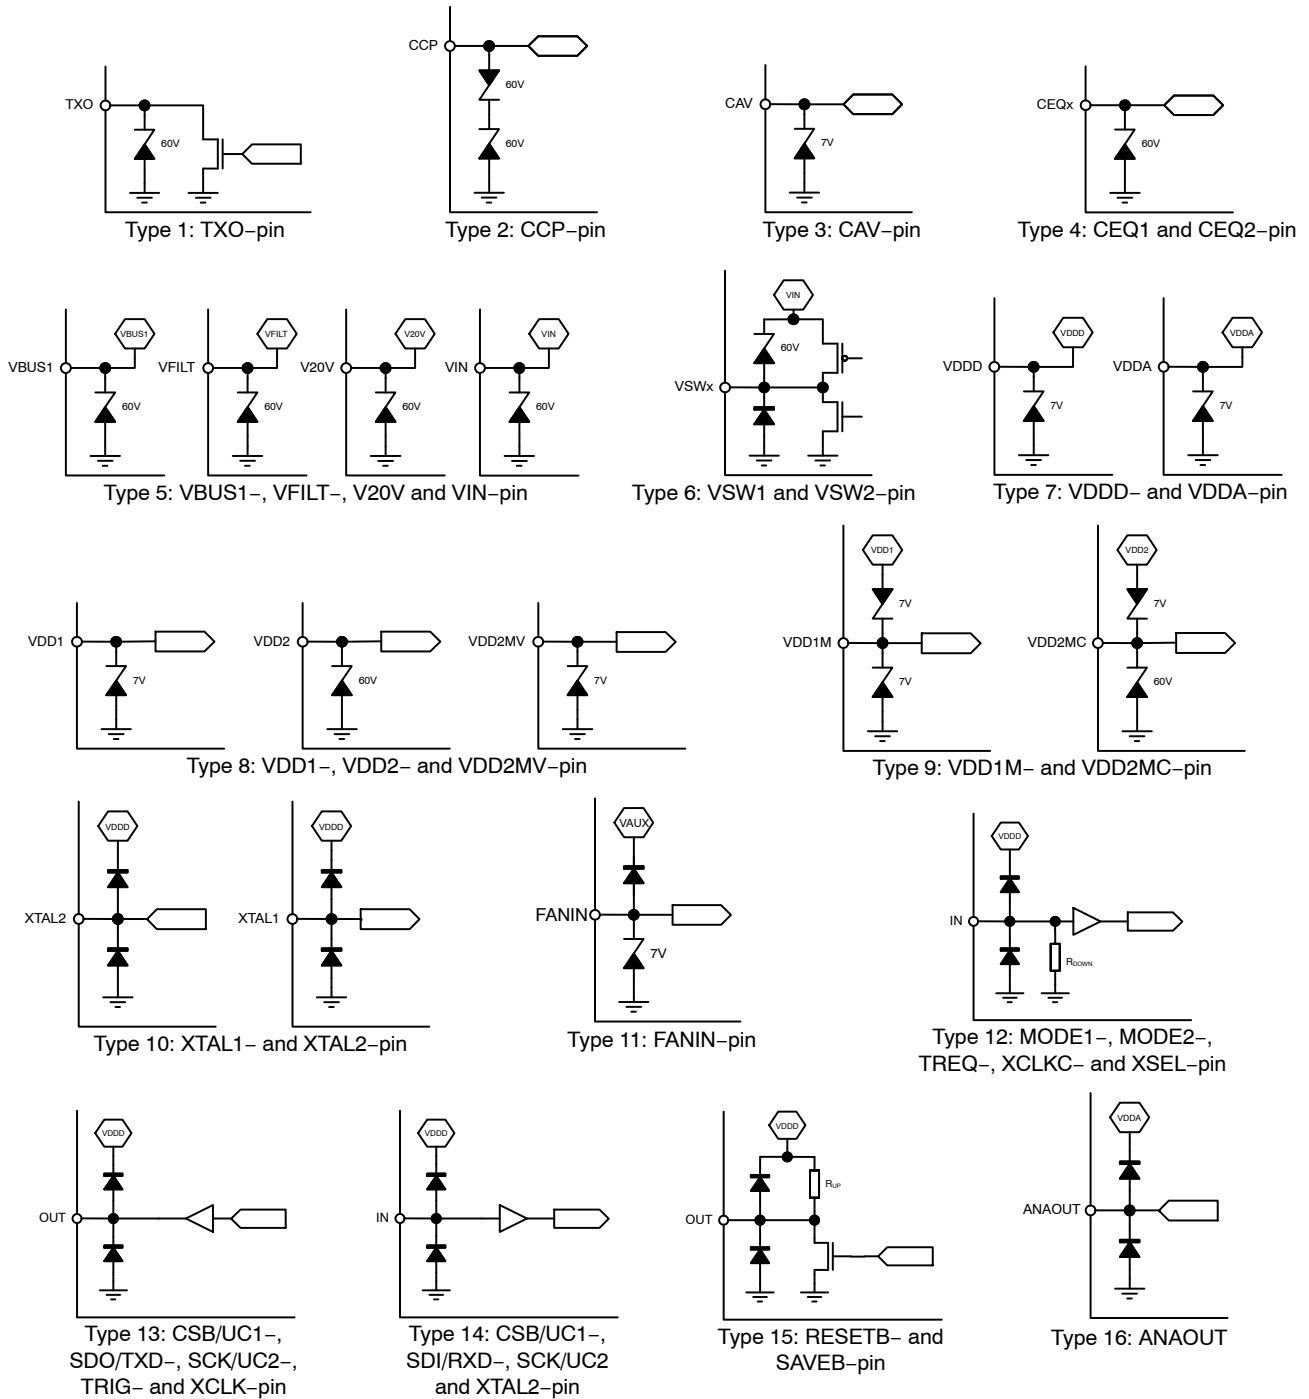 TXO
60V
Type 1: TXO−pin
CCP
60V
60V
Type 2: CCP−pin
CAV
7V
Type 3: CAV−pin
CEQx
60V
Type 4: CEQ1 and CEQ2−pin
VBUS1
VBUS1
60V
VFILT
VFILT
60V
V20V
V20V
60V
VIN
VIN
60V
Type 5: VBUS1−, VFILT−, V20V and VIN−pin
VIN
60V
VSWx
Type 6: VSW1 and VSW2−pin
VDDD
VDDD
7V
VDDA
VDDA
7V
Type 7: VDDD− and VDDA−pin
VDD1
7V
VDD2
60V
VDD2MV
7V
Type 8: VDD1−, VDD2− and VDD2MV−pin
VDD1
7V
VDD1M
7V
VDD2
7V
VDD2MC
60V
Type 9: VDD1M− and VDD2MC−pin
VDDD
XTAL2
VDDD
XTAL1
Type 10: XTAL1− and XTAL2−pin
VAUX
FANIN
7V
Type 11: FANIN−pin
VDDD
IN
RDOWN
Type 12: MODE1−, MODE2−,
TREQ−, XCLKC− and XSEL−pin
VDDD
OUT
Type 13: CSB/UC1−,
SDO/TXD−, SCK/UC2−,
TRIG− and XCLK−pin
VDDD
IN
Type 14: CSB/UC1−,
SDI/RXD−, SCK/UC2
and XTAL2−pin
VDDD
RUP
OUT
Type 15: RESETB− and
SAVEB−pin
VDDA
ANAOUT
Type 16: ANAOUT